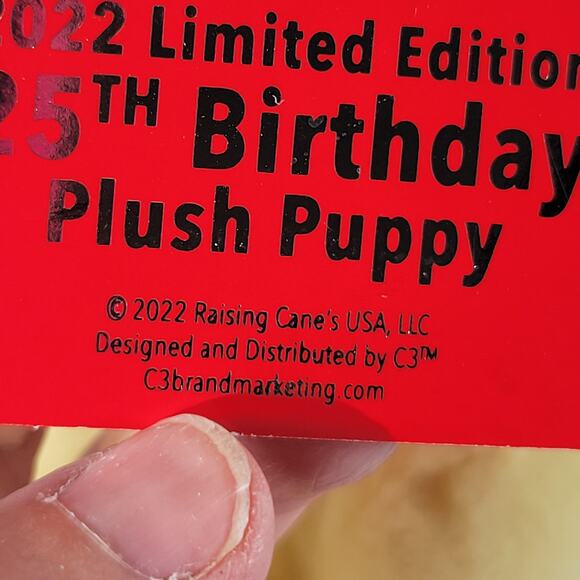 2022 Limited Edition
25TH Birthday
Plush Puppy
© 2022 Raising Cane's USA, LLC
Designed and Distributed by C3™
C3brandmarketing.com